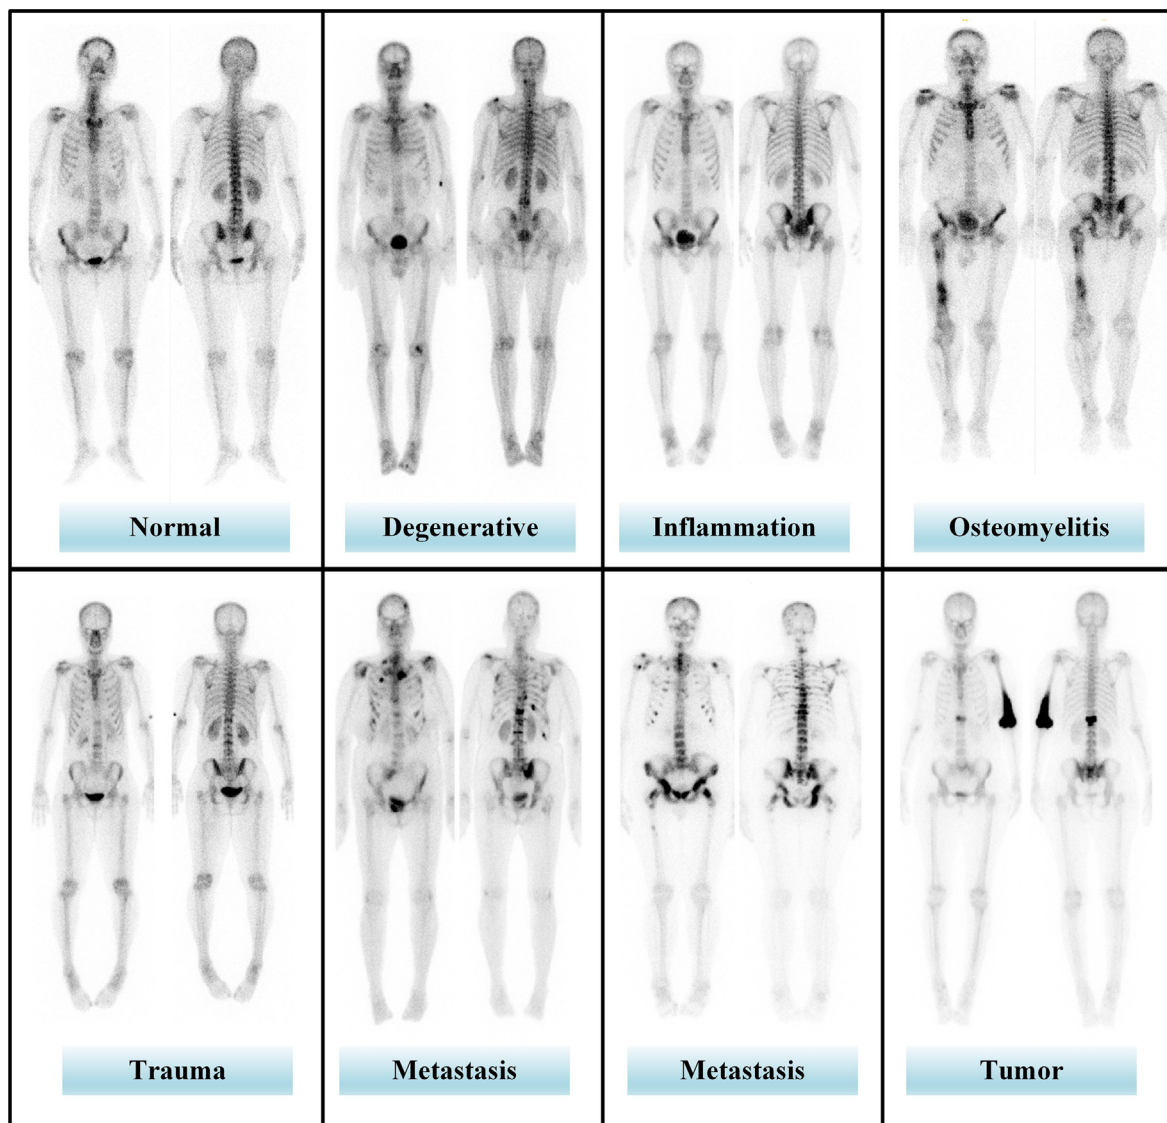 Normal
Degenerative
Inflammation
Osteomyelitis
Trauma
Metastasis
Metastasis
Tumor